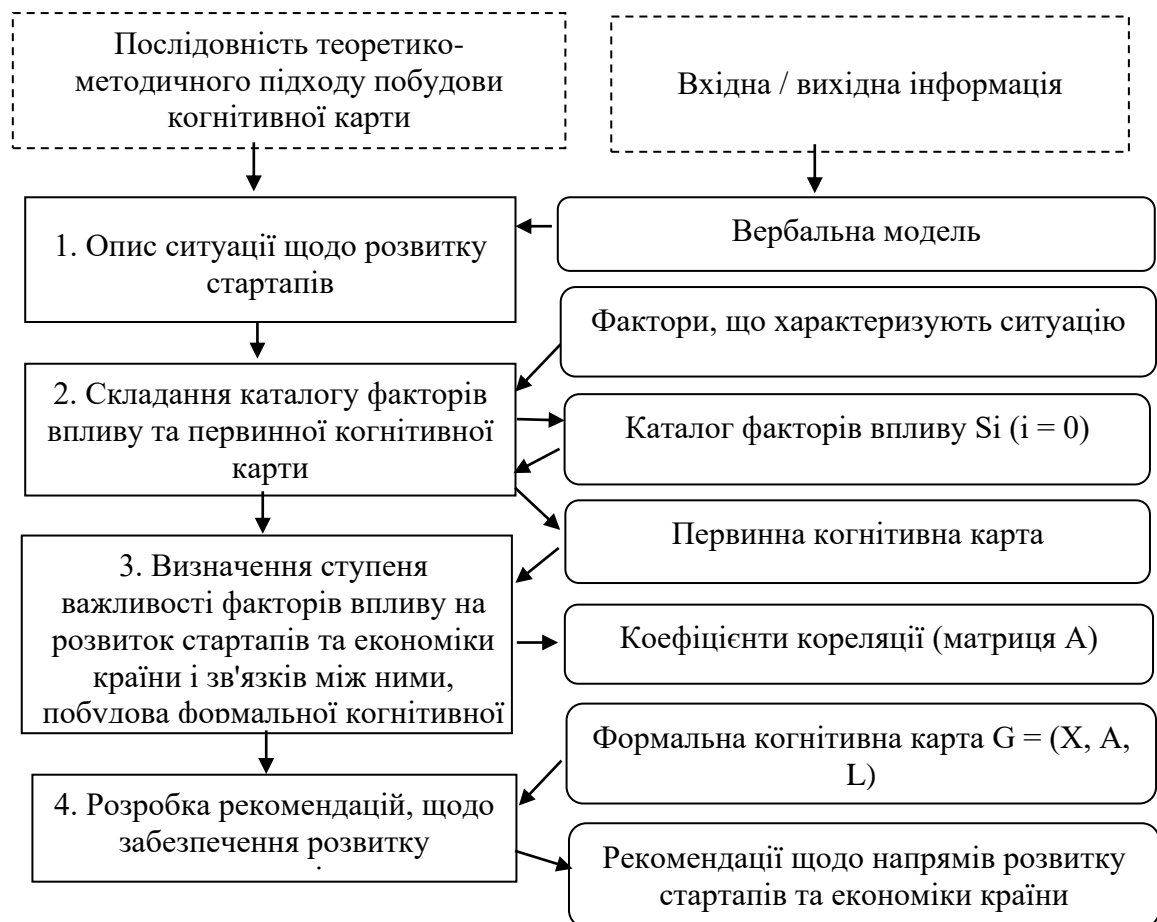 Послідовність теоретико-
методичного підходу побудови
когнітивної карти
Вхідна / вихідна інформація
1. Опис ситуації щодо розвитку
стартапів
Вербальна модель
Фактори, що характеризують ситуацію
2. Складання каталогу факторів
впливу та первинної когнітивної
карти
Каталог факторів впливу Si (i = 0)
Первинна когнітивна карта
3. Визначення ступеня
важливості факторів впливу на
розвиток стартапів та економіки
країни і зв'язків між ними,
побудова формальної когнітивної
Коефіцієнти кореляції (матриця А)
Формальна когнітивна карта G = (X, A,
L)
4. Розробка рекомендацій, щодо
забезпечення розвитку
Рекомендації щодо напрямів розвитку
стартапів та економіки країни